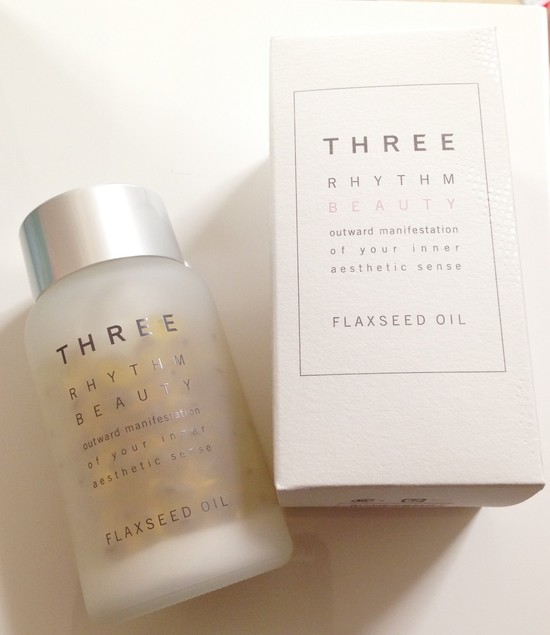 THREE
RHYTHM
BEAUTY
outward manifestation
of your inner
aesthetic sense
FLAXSEED OIL
THREE
RHYTHM
BEAUTY
outward manifestation
of your inner
aesthetic sense
FLAXSEED OIL